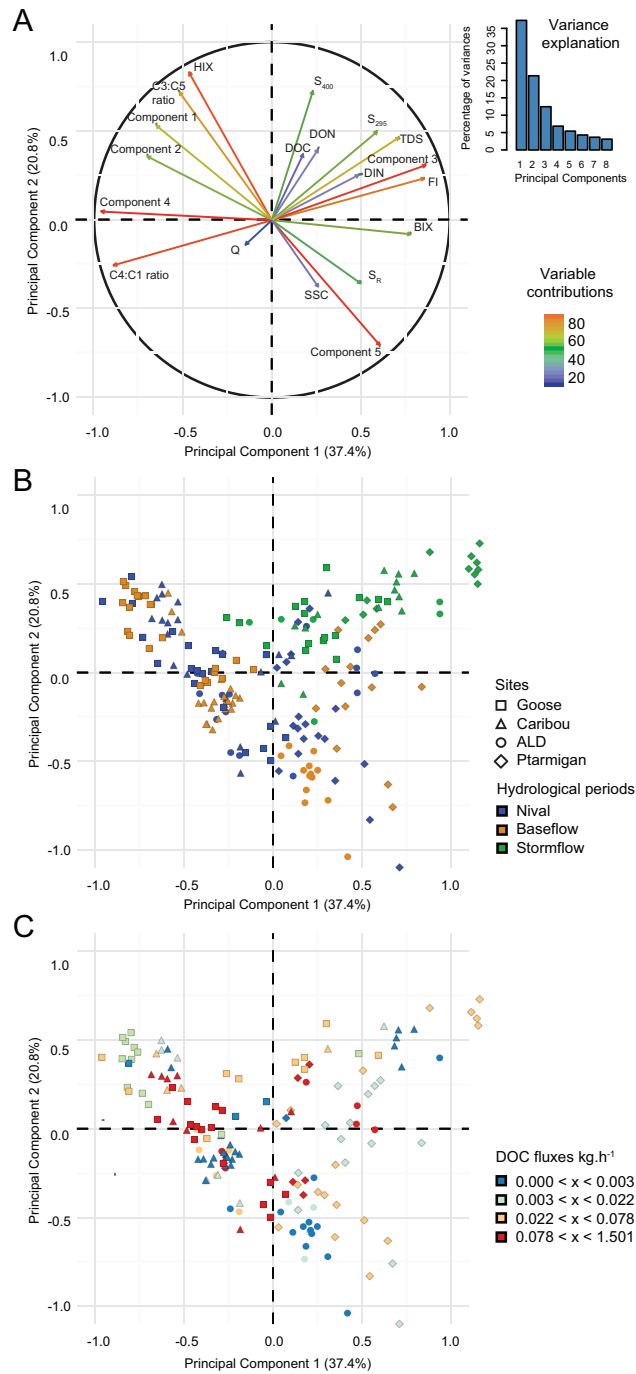 A
Principal Component 2 (20.8%)
1.0
0.5
0.0
-0.5
-1.0
HIX
C3:C5
ratio
Component 1
Component 2
Component 4
C4:C1 ratio
Q
S400
S295
DON
DOC
TDS
Component 3
DIN
FI
BIX
SR
SSC
Component 5
-1.0 -0.5 0.0 0.5 1.0
Principal Component 1 (37.4%)
Variance
explanation
Percentage of variances
35
30
25
20
15
10
5
0
1 2 3 4 5 6 7 8
Principal Components
Variable
contributions
80
60
40
20
B
Principal Component 2 (20.8%)
1.0
0.5
0.0
-0.5
-1.0
-1.0 -0.5 0.0 0.5 1.0
Principal Component 1 (37.4%)
Sites
Goose
Caribou
ALD
Ptarmigan
Hydrological periods
Nival
Baseflow
Stormflow
C
Principal Component 2 (20.8%)
1.0
0.5
0.0
-0.5
-1.0
-1.0 -0.5 0.0 0.5 1.0
Principal Component 1 (37.4%)
DOC fluxes kg.h⁻¹
0.000 < x < 0.003
0.003 < x < 0.022
0.022 < x < 0.078
0.078 < x < 1.501